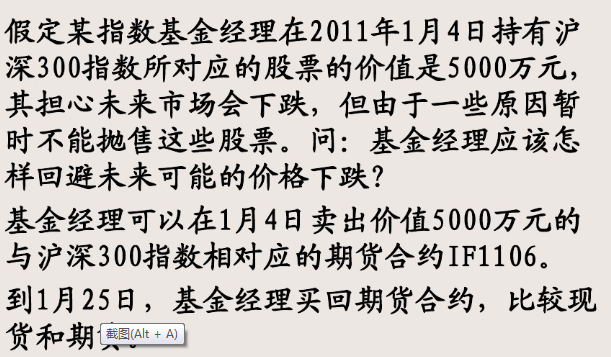 假定某指数基金经理在2011年1月4日持有沪
深300指数所对应的股票的价值是5000万元，
其担心未来市场会下跌，但由于一些原因暂
时不能抛售这些股票。问：基金经理应该怎
样回避未来可能的价格下跌？
基金经理可以在1月4日卖出价值5000万元的
与沪深300指数相对应的期货合约IF1106。
到1月25日，基金经理买回期货合约，比较现
货和期货。
截图(Alt + A)